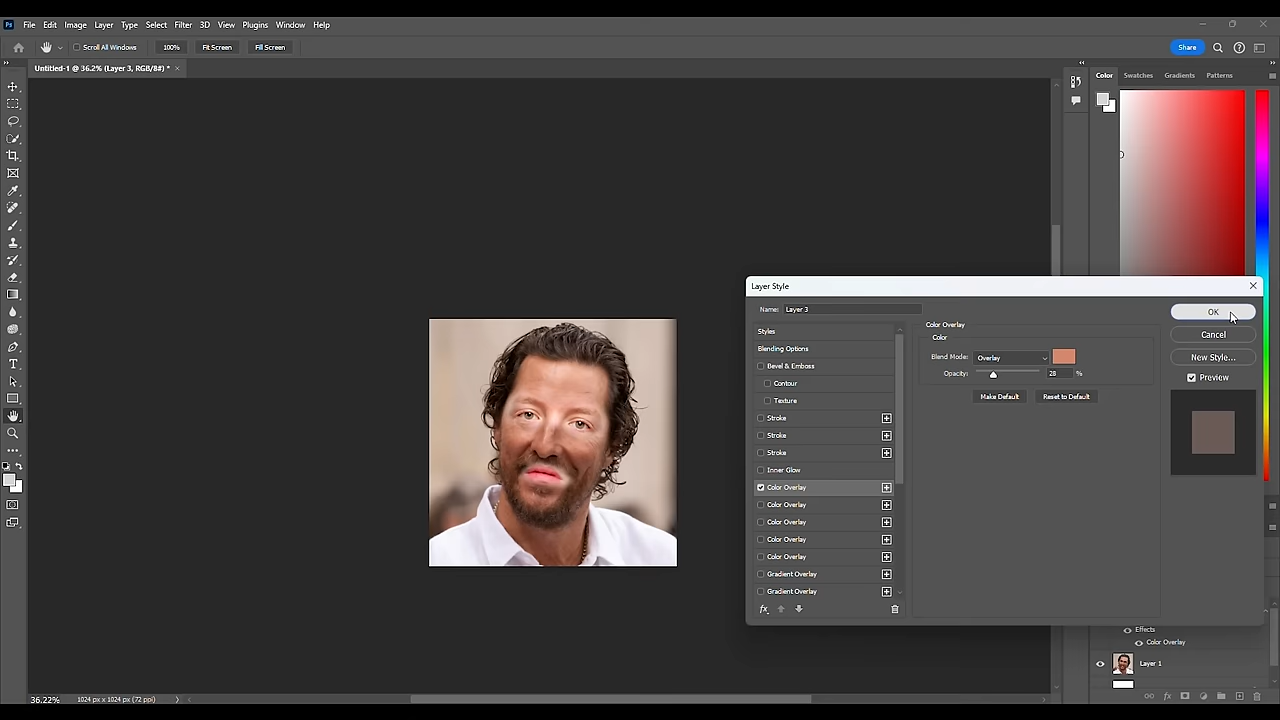 Ps File Edit Image Layer Type Select Filter 3D View Plugins Window Help
Scroll All Windows 100% Fit Screen Fill Screen Share
Untitled-1 @ 36.2% (Layer 3, RGB/8#) * ×
Color Swatches Gradients Patterns
Layer Style
Name: Layer 3
Styles
Blending Options
Bevel & Emboss
Contour
Texture
Stroke
Stroke
Stroke
Inner Glow
Color Overlay
Color Overlay
Color Overlay
Color Overlay
Color Overlay
Gradient Overlay
Gradient Overlay
fx
Color Overlay
Color
Blend Mode: Overlay
Opacity: 28 %
Make Default Reset to Default
OK
Cancel
New Style...
Preview
Effects
Color Overlay
Layer 1
fx
36.22% 1024 px x 1024 px (72 ppi)